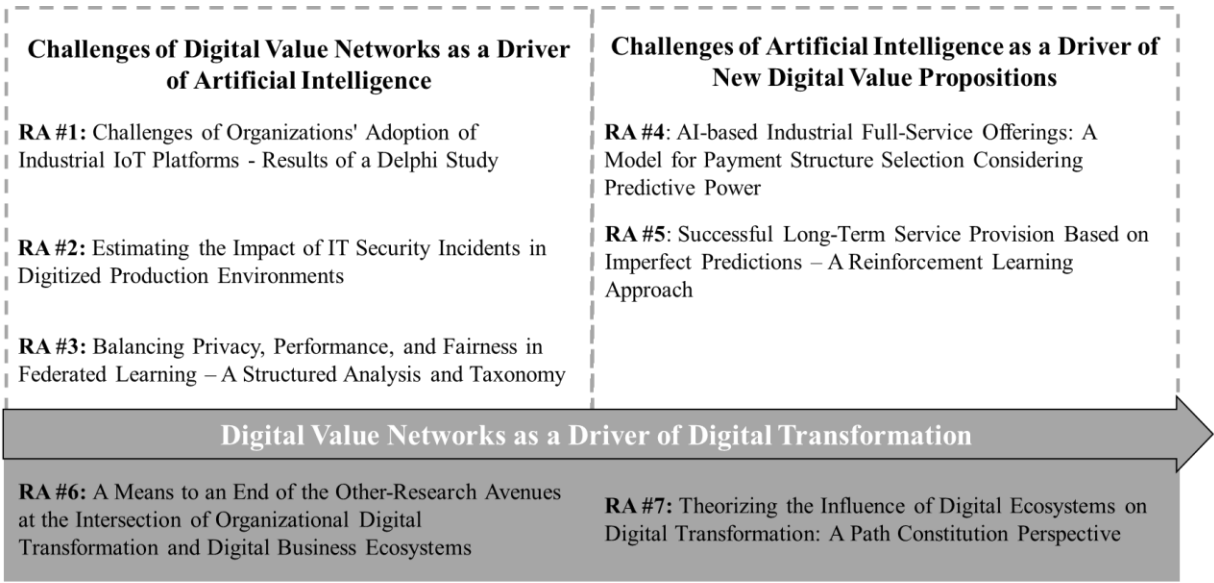 Challenges of Digital Value Networks as a Driver
of Artificial Intelligence
RA #1: Challenges of Organizations' Adoption of
Industrial IoT Platforms - Results of a Delphi Study
RA #2: Estimating the Impact of IT Security Incidents in
Digitized Production Environments
RA #3: Balancing Privacy, Performance, and Fairness in
Federated Learning – A Structured Analysis and Taxonomy
Challenges of Artificial Intelligence as a Driver of
New Digital Value Propositions
RA #4: AI-based Industrial Full-Service Offerings: A
Model for Payment Structure Selection Considering
Predictive Power
RA #5: Successful Long-Term Service Provision Based on
Imperfect Predictions – A Reinforcement Learning
Approach
Digital Value Networks as a Driver of Digital Transformation
RA #6: A Means to an End of the Other-Research Avenues
at the Intersection of Organizational Digital
Transformation and Digital Business Ecosystems
RA #7: Theorizing the Influence of Digital Ecosystems on
Digital Transformation: A Path Constitution Perspective